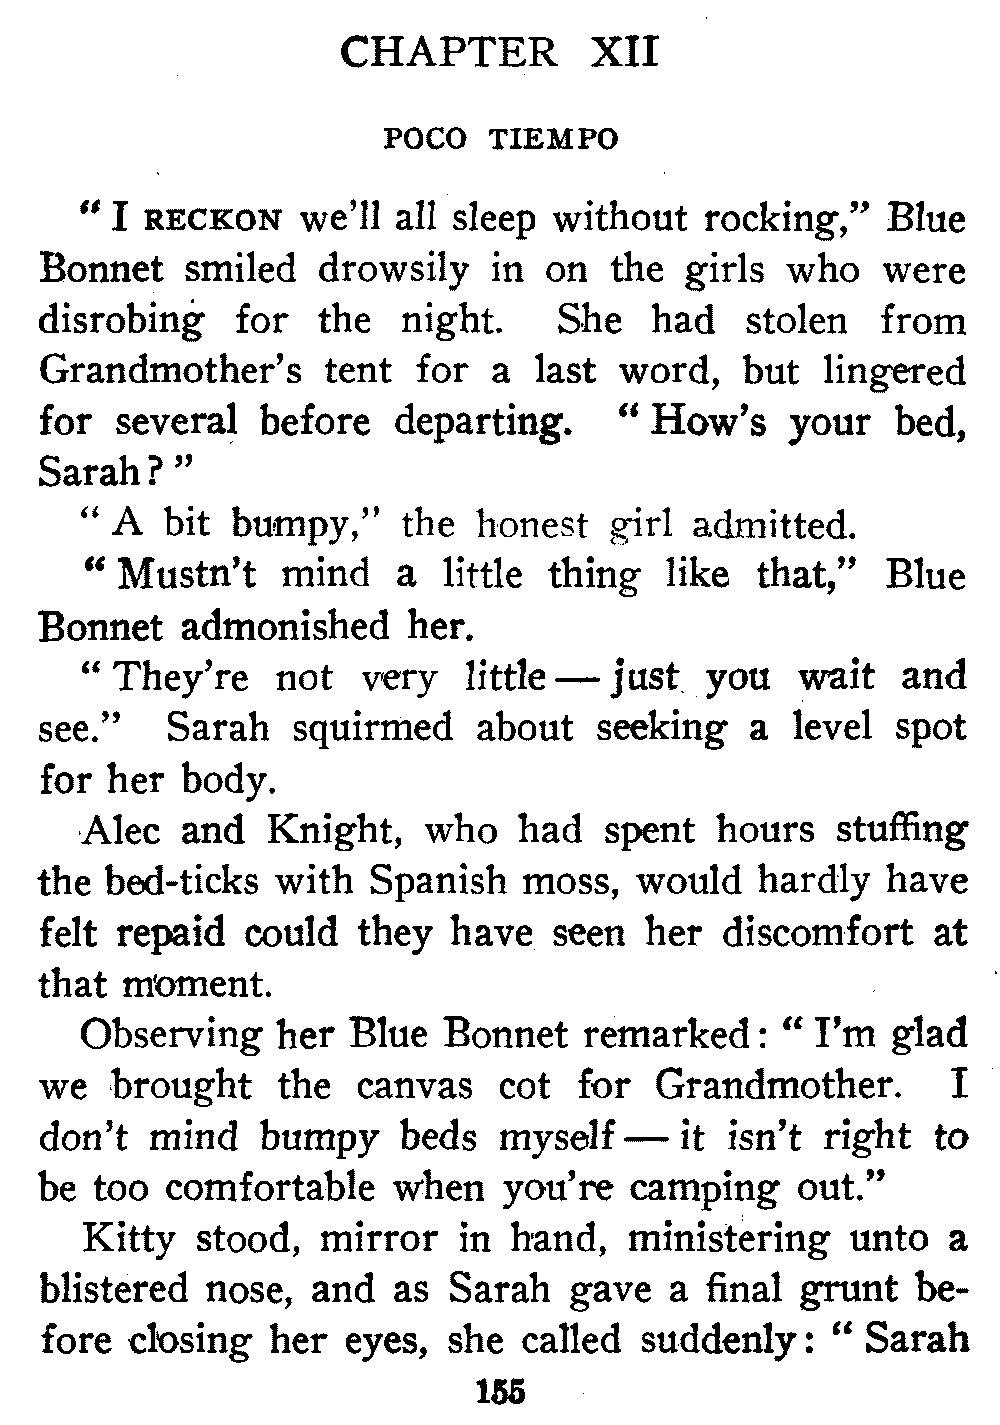 CHAPTER XII
POCO TIEMPO
“ I RECKON we’ll all sleep without rocking,” Blue
Bonnet smiled drowsily in on the girls who were
disrobing for the night. She had stolen from
Grandmother’s tent for a last word, but lingered
for several before departing. “ How’s your bed,
Sarah? ”
“ A bit bumpy,” the honest girl admitted.
“ Mustn’t mind a little thing like that,” Blue
Bonnet admonished her.
“ They’re not very little — just you wait and
see.” Sarah squirmed about seeking a level spot
for her body.
Alec and Knight, who had spent hours stuffing
the bed-ticks with Spanish moss, would hardly have
felt repaid could they have seen her discomfort at
that moment.
Observing her Blue Bonnet remarked: “ I’m glad
we brought the canvas cot for Grandmother. I
don’t mind bumpy beds myself — it isn’t right to
be too comfortable when you’re camping out.”
Kitty stood, mirror in hand, ministering unto a
blistered nose, and as Sarah gave a final grunt be-
fore closing her eyes, she called suddenly: “ Sarah
155